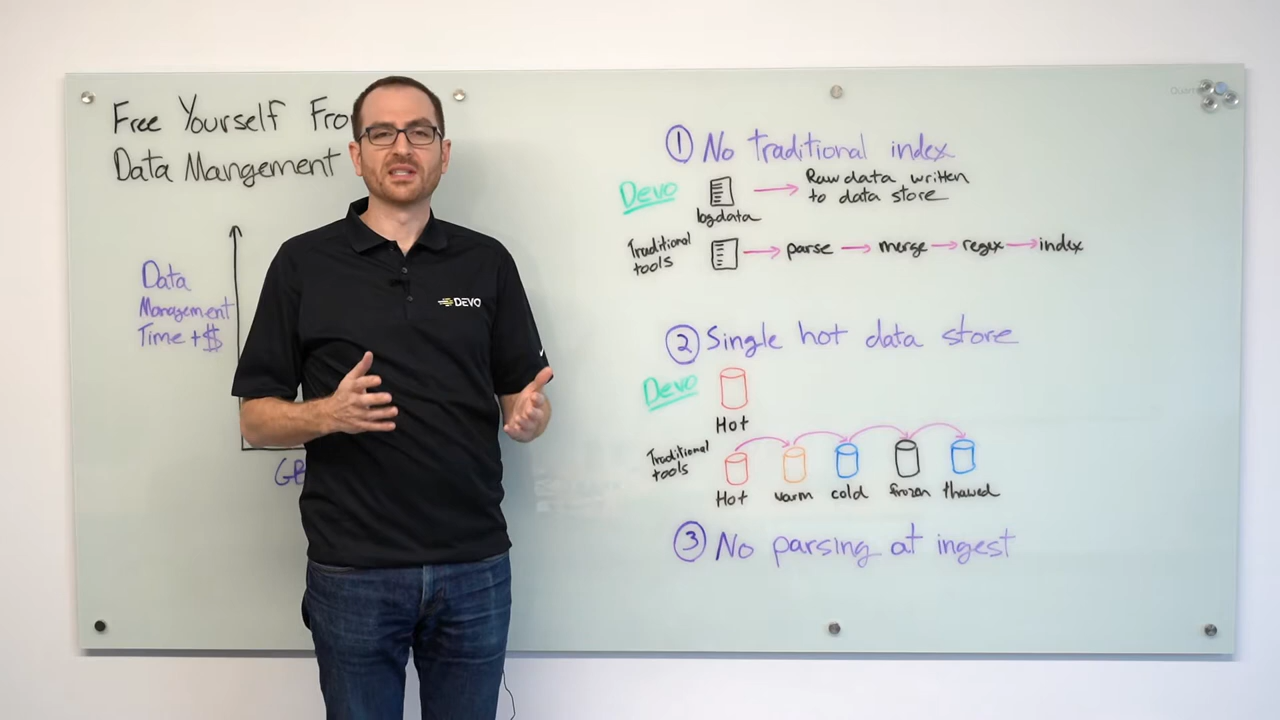 Free Yourself Fro
Data Mangement
Data
Management
Time + $
GB
DEVO
① No traditional index
Devo
logdata
Raw data written
to data store
Traditional
tools
parse → merge → regex → index
② Single hot data store
Devo
Hot
Traditional
tools
Hot warm cold frozen thawed
③ No parsing at ingest